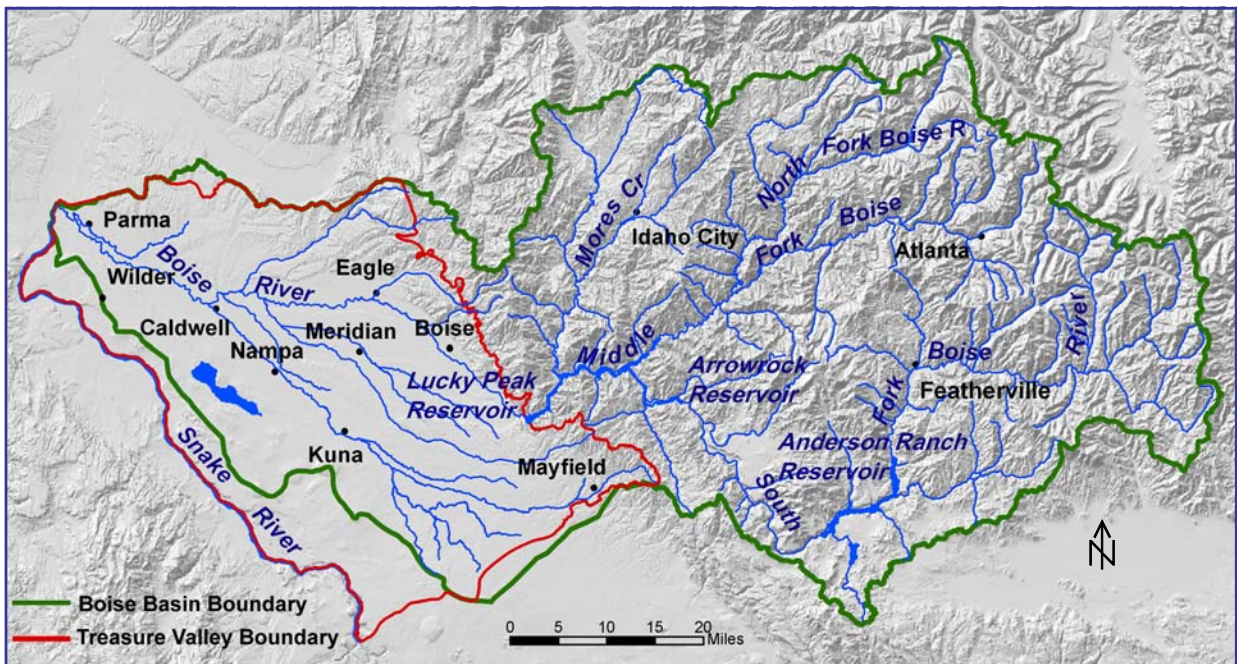 North
Fork Boise R
Mores Cr
Parma
Boise
Idaho City
Fork
Atlanta
Wilder
Boise
River
Eagle
River
Caldwell
Meridian
Boise
Nampa
Middle
Boise
Lucky Peak
Reservoir
Arrowrock
Reservoir
Featherville
Fork
Snake
Kuna
Mayfield
Anderson Ranch
Reservoir
South
River
N
Boise Basin Boundary
Treasure Valley Boundary
0 5 10 15 20
Miles